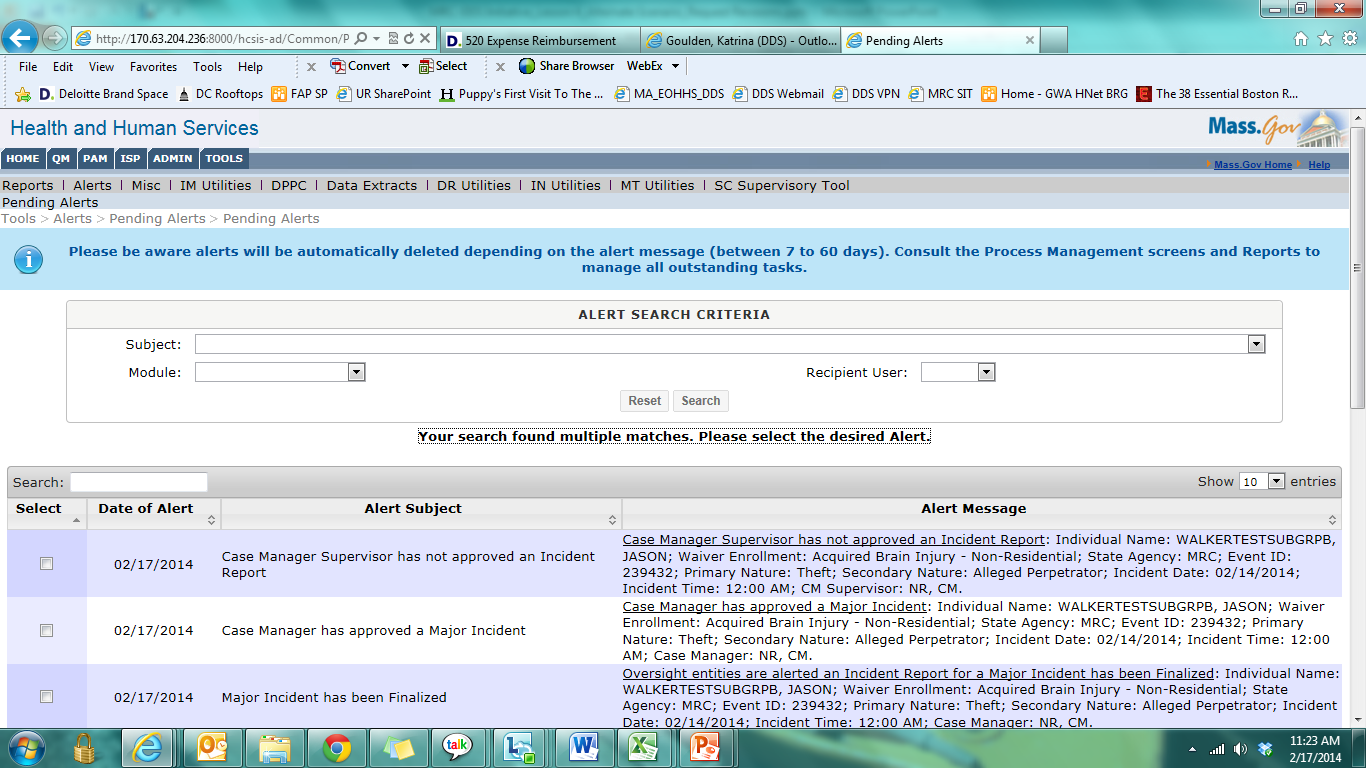 http://170.63.204.236:8000/hcsis-ad/Common/P
520 Expense Reimbursement
Goulden, Katrina (DDS) - Outlo...
Pending Alerts
File Edit View Favorites Tools Help
Convert Select
Share Browser WebEx
D. Deloitte Brand Space DC Rooftops FAP SP UR SharePoint Puppy's First Visit To The ... MA_EOHHS_DDS DDS Webmail DDS VPN MRC SIT Home - GWA HNet BRG The 38 Essential Boston R...
Health and Human Services
Mass.Gov
HOME QM PAM ISP ADMIN TOOLS
Mass.Gov Home Help
Reports | Alerts | Misc | IM Utilities | DPPC | Data Extracts | DR Utilities | IN Utilities | MT Utilities | SC Supervisory Tool
Pending Alerts
Tools > Alerts > Pending Alerts > Pending Alerts
Please be aware alerts will be automatically deleted depending on the alert message (between 7 to 60 days). Consult the Process Management screens and Reports to
manage all outstanding tasks.
ALERT SEARCH CRITERIA
Subject:
Module:
Recipient User:
Reset Search
Your search found multiple matches. Please select the desired Alert.
Search:
Show 10 entries
Select Date of Alert Alert Subject Alert Message
02/17/2014
Case Manager Supervisor has not approved an Incident
Report
Case Manager Supervisor has not approved an Incident Report: Individual Name: WALKERTESTSUBGRPB,
JASON; Waiver Enrollment: Acquired Brain Injury - Non-Residential; State Agency: MRC; Event ID:
239432; Primary Nature: Theft; Secondary Nature: Alleged Perpetrator; Incident Date: 02/14/2014;
Incident Time: 12:00 AM; CM Supervisor: NR, CM.
02/17/2014
Case Manager has approved a Major Incident
Case Manager has approved a Major Incident: Individual Name: WALKERTESTSUBGRPB, JASON; Waiver
Enrollment: Acquired Brain Injury - Non-Residential; State Agency: MRC; Event ID: 239432; Primary
Nature: Theft; Secondary Nature: Alleged Perpetrator; Incident Date: 02/14/2014; Incident Time: 12:00
AM; Case Manager: NR, CM.
02/17/2014
Major Incident has been Finalized
Oversight entities are alerted an Incident Report for a Major Incident has been Finalized: Individual Name:
WALKERTESTSUBGRPB, JASON; Waiver Enrollment: Acquired Brain Injury - Non-Residential; State
Agency: MRC; Event ID: 239432; Primary Nature: Theft; Secondary Nature: Alleged Perpetrator; Incident
Date: 02/14/2014; Incident Time: 12:00 AM; Case Manager: NR, CM.
talk
11:23 AM
2/17/2014